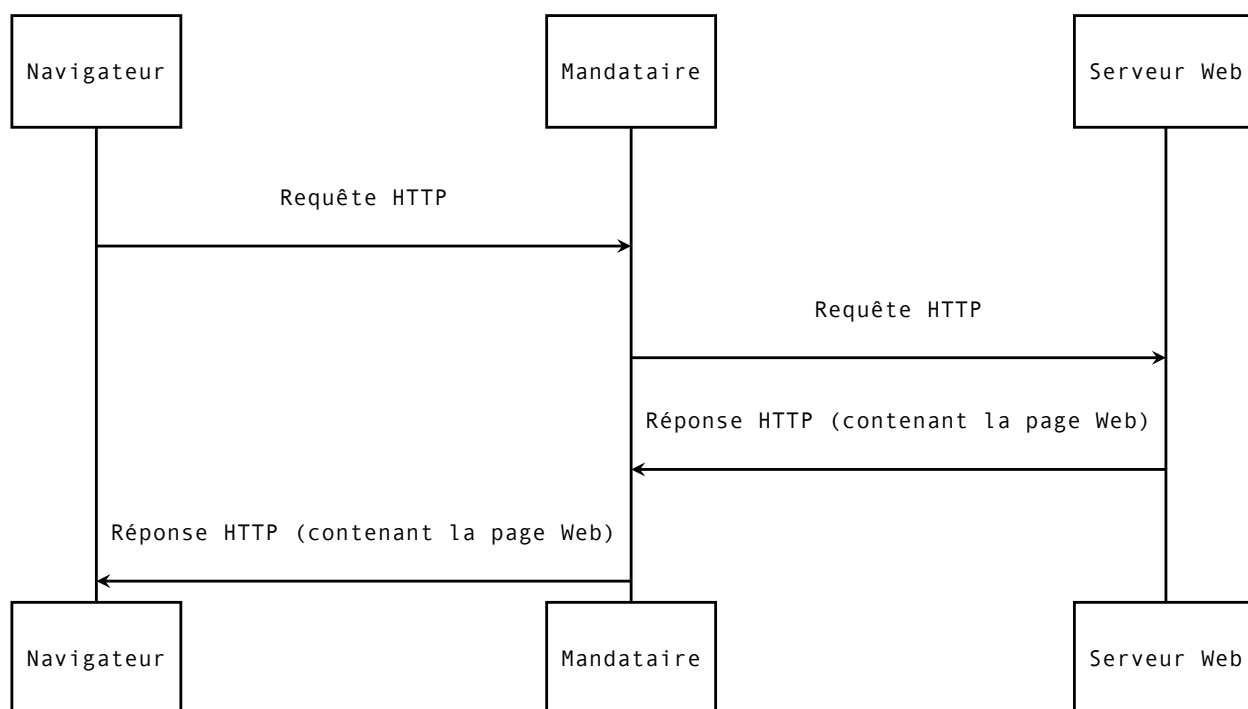 Navigateur
Mandataire
Serveur Web
Requête HTTP
Requête HTTP
Réponse HTTP (contenant la page Web)
Réponse HTTP (contenant la page Web)
Navigateur
Mandataire
Serveur Web